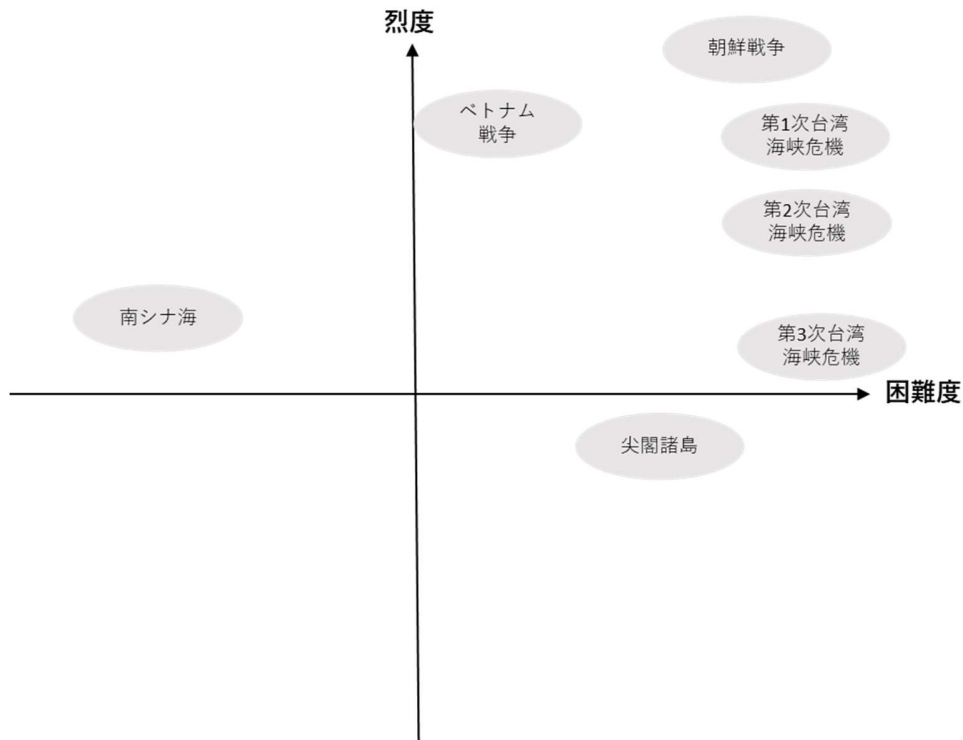 烈度
朝鮮戦争
ベトナム
戦争
第1次台湾
海峡危機
第2次台湾
海峡危機
南シナ海
第3次台湾
海峡危機
困難度
尖閣諸島